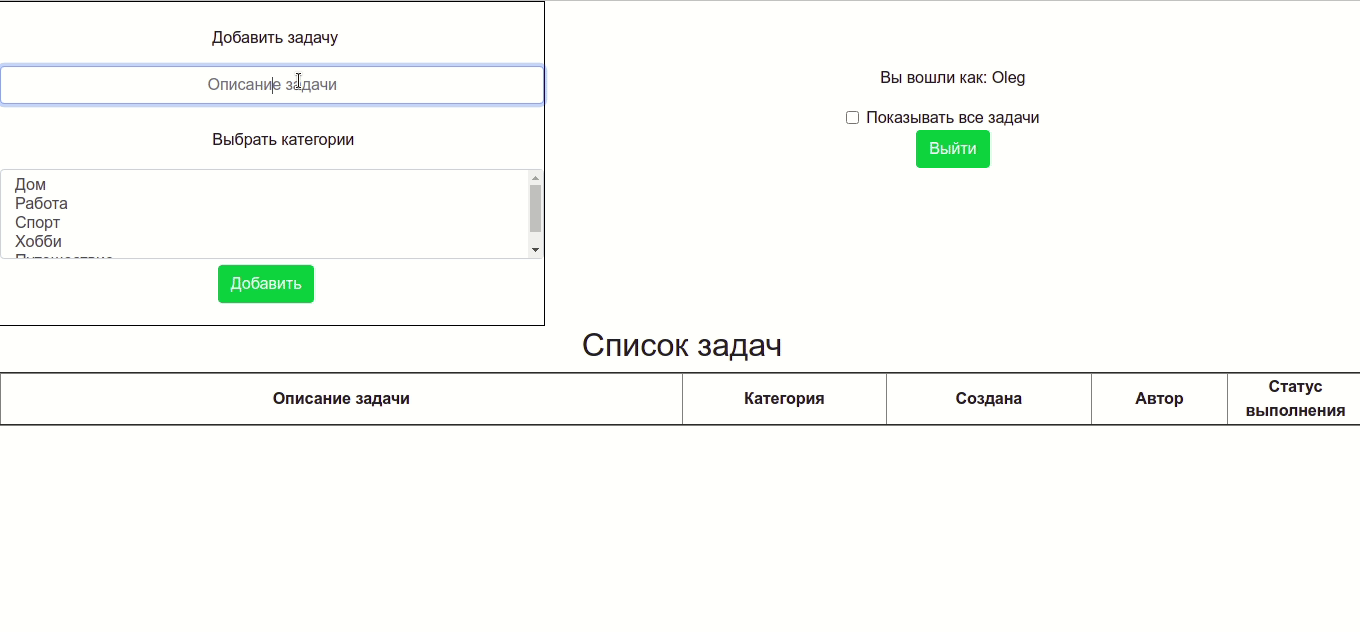 Добавить задачу
Описание задачи
Выбрать категории
Дом
Работа
Спорт
Хобби
Добавить
Вы вошли как: Oleg
Показывать все задачи
Выйти
Список задач
Описание задачи
Категория
Создана
Автор
Статус
выполнения